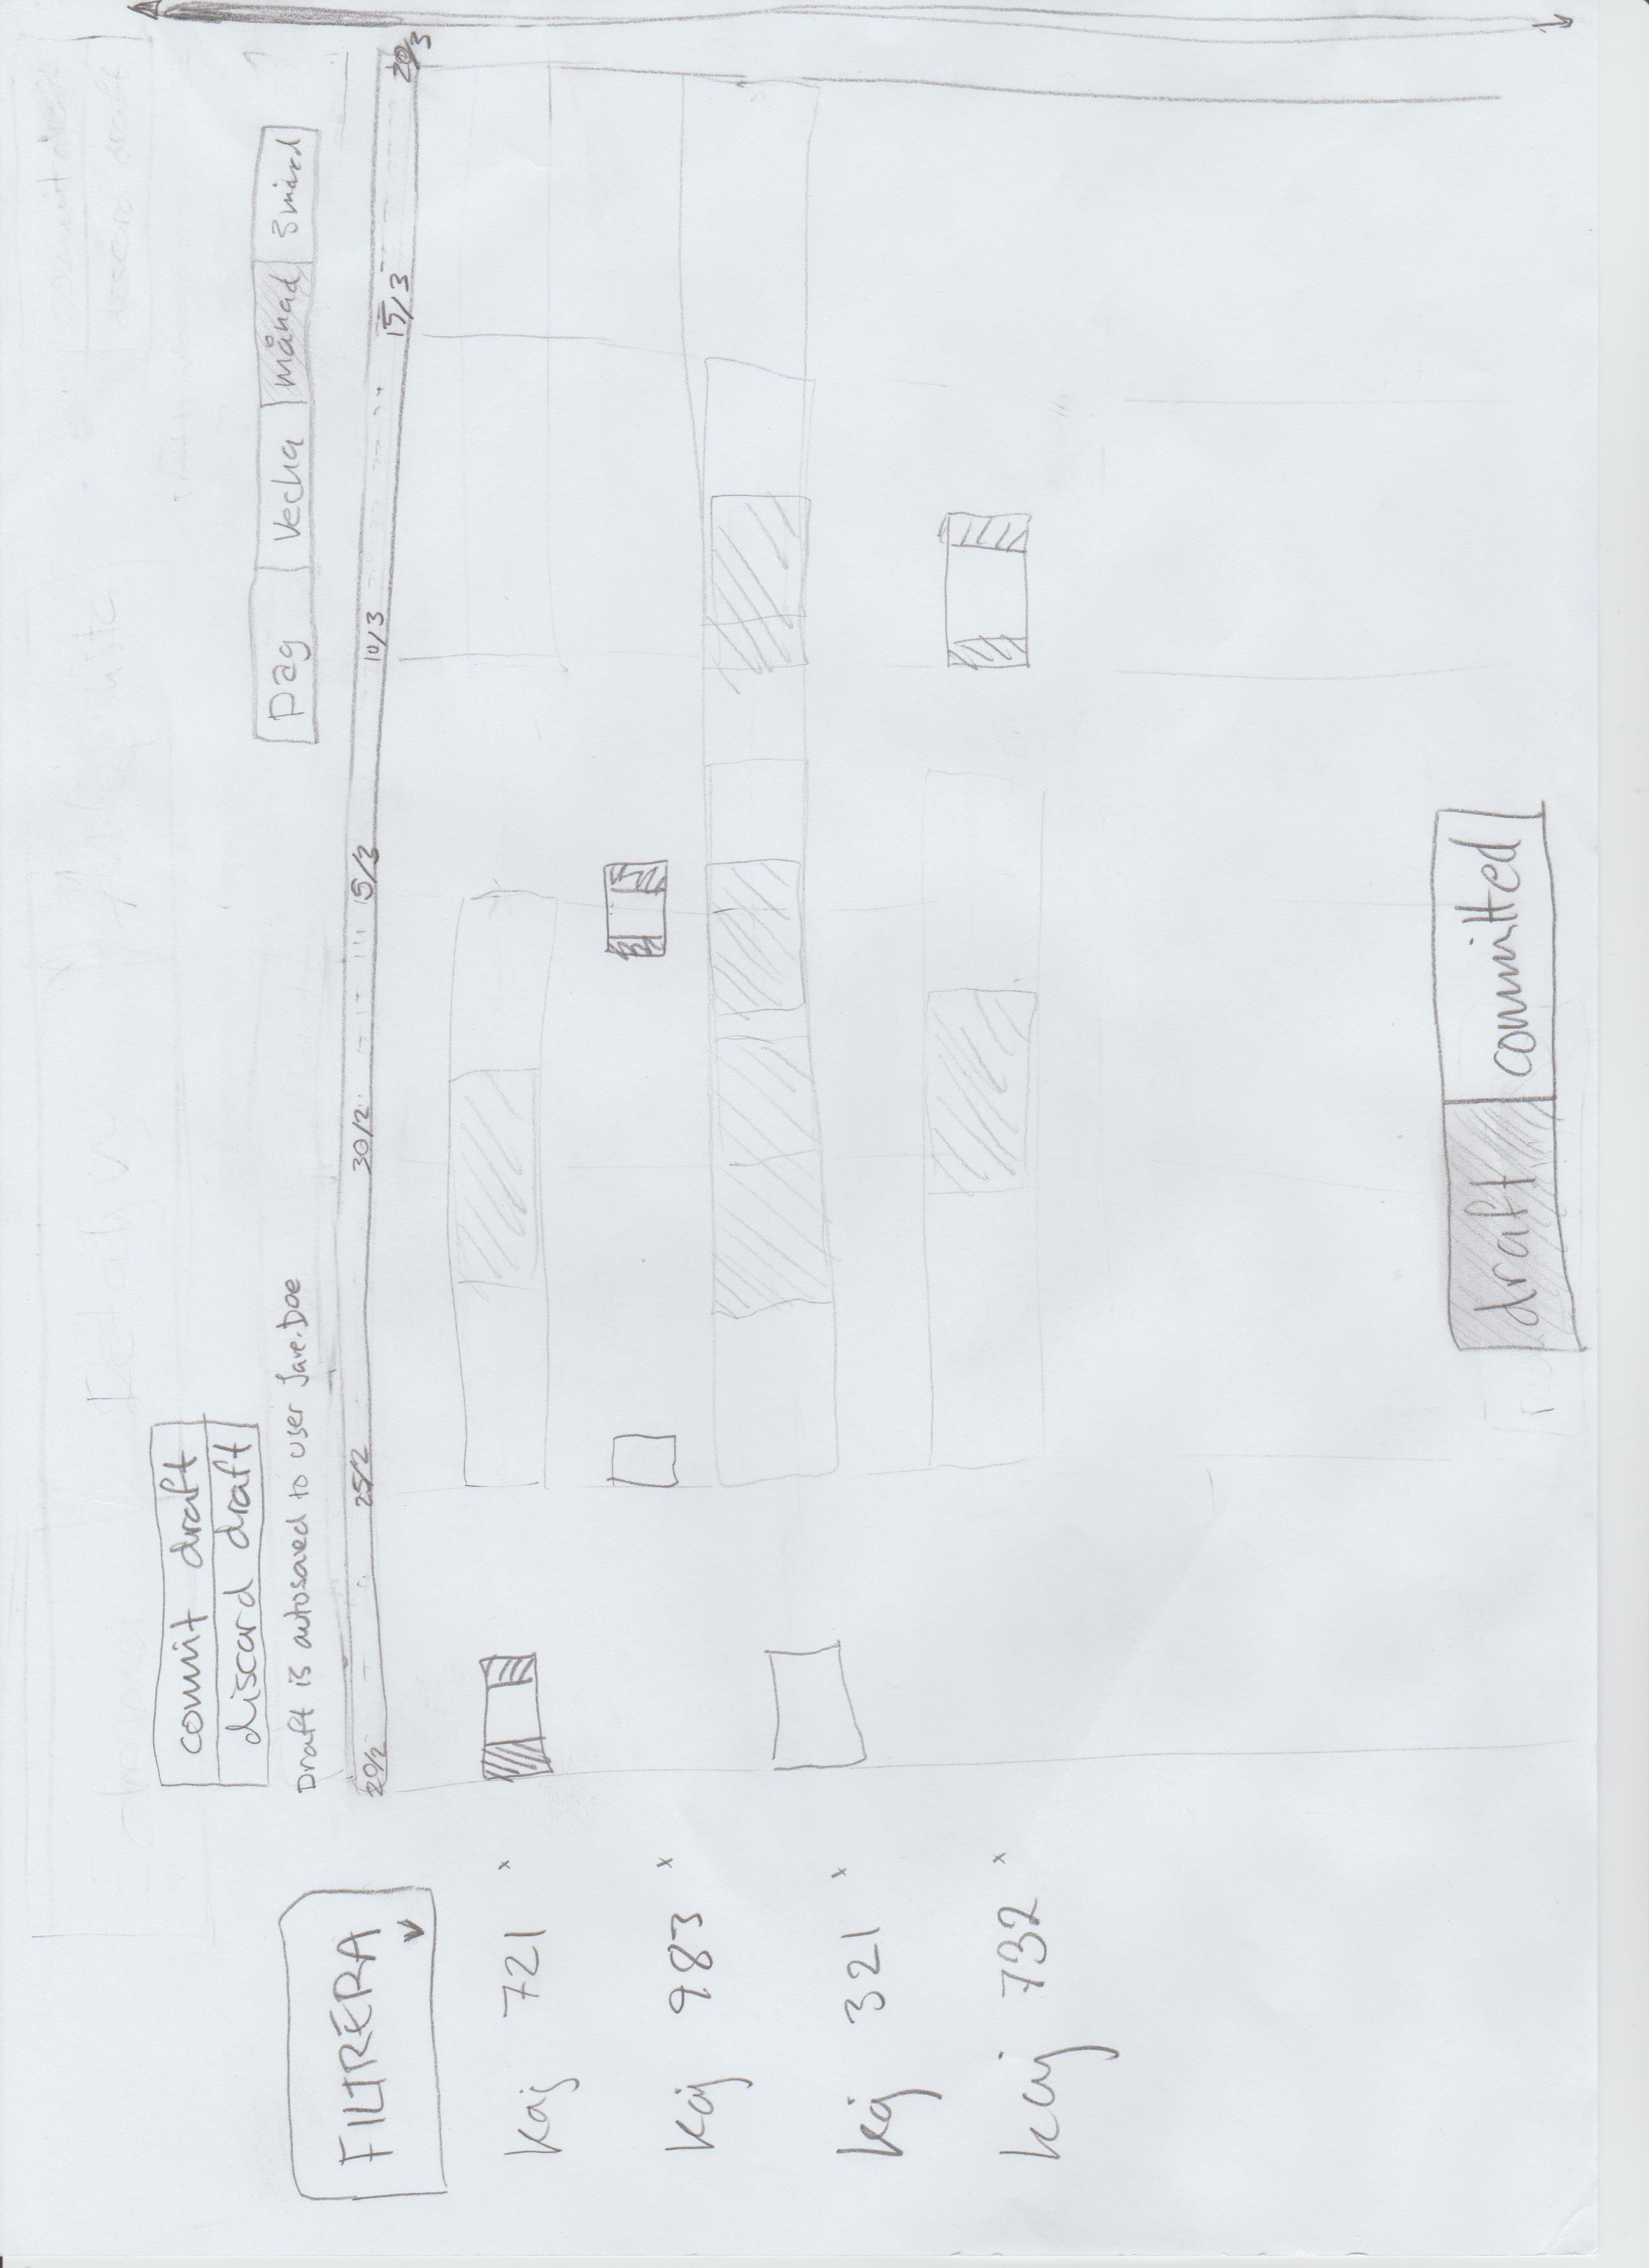 commit draft
discard draft
Draft is autosaved to user Jane.Doe
Dag Vecka månad 3 månad
FILTRERA
20/2 25/2 30/2 15/3 10/3 15/3 20/3
Kaj 721 x
Kaj 983 x
Kaj 321 x
Kaj 732 x
draft committed